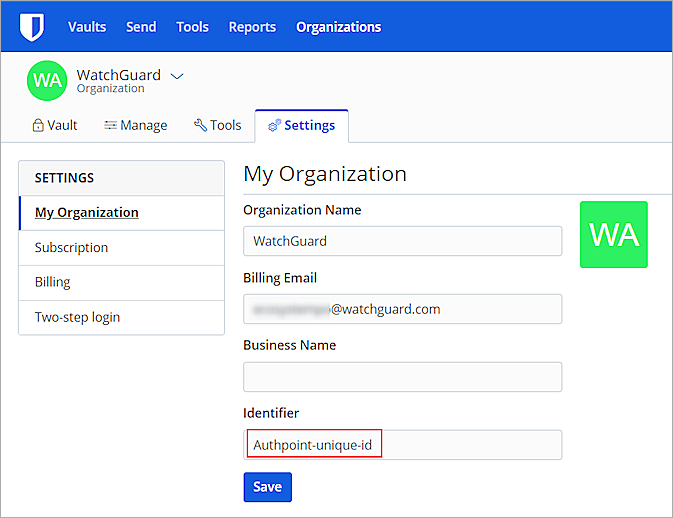 Vaults Send Tools Reports Organizations
WA WatchGuard
Organization
Vault Manage Tools Settings
SETTINGS
My Organization
Subscription
Billing
Two-step login
My Organization
Organization Name
WatchGuard
WA
Billing Email
@watchguard.com
Business Name
Identifier
Authpoint-unique-id
Save